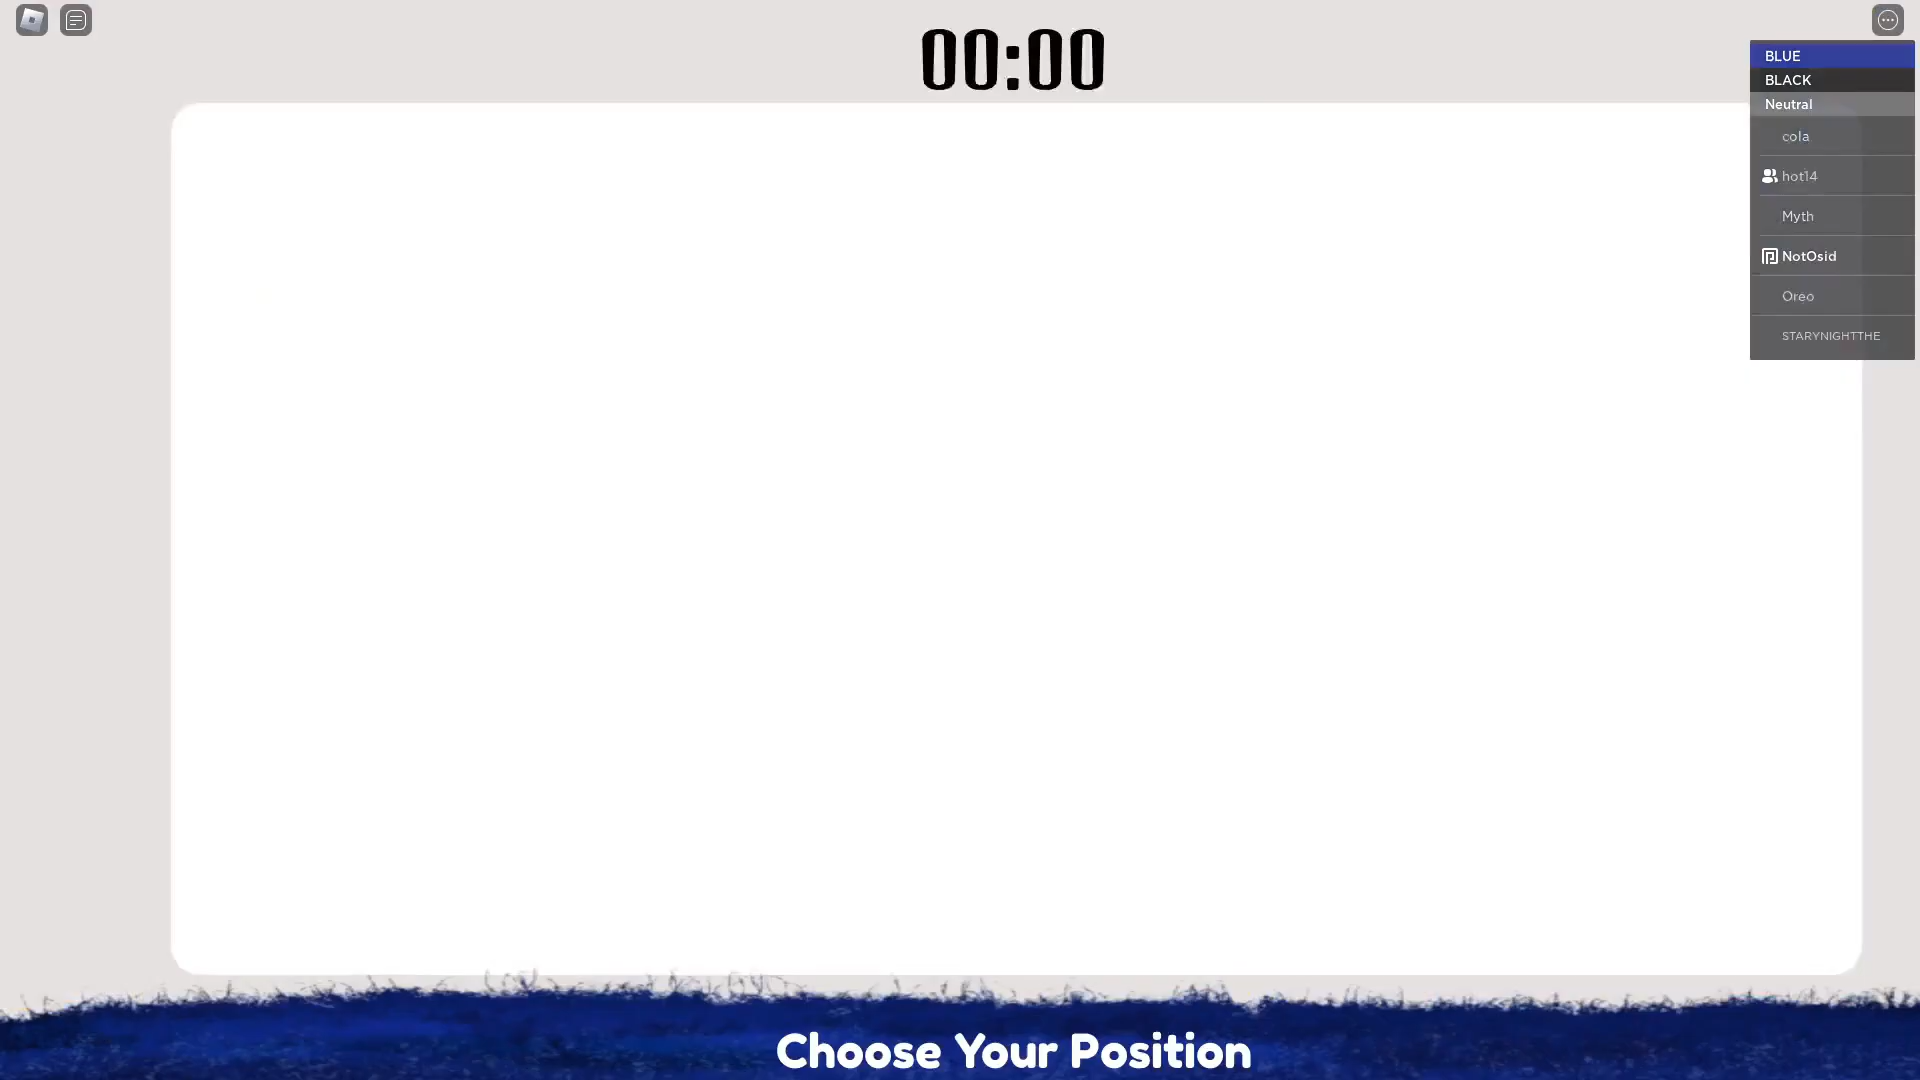 00:00
BLUE
BLACK
Neutral
cola
hot14
Myth
NotOsid
Oreo
STARYNIGHTTHE
Choose Your Position